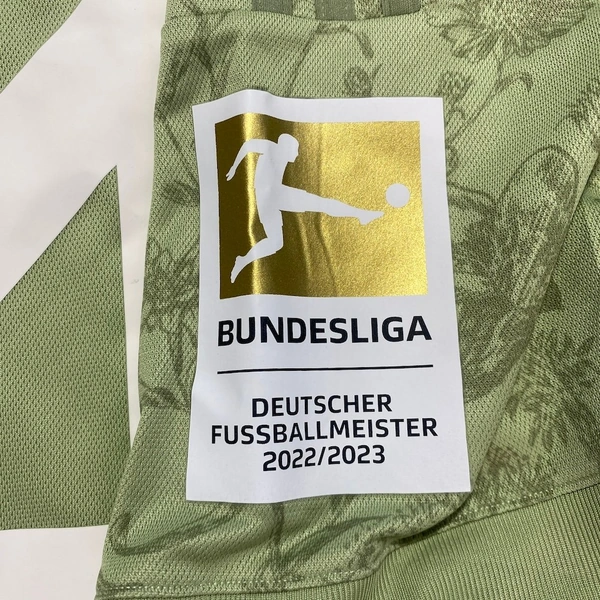 BUNDESLIGA
DEUTSCHER
FUSSBALLMEISTER
2022/2023